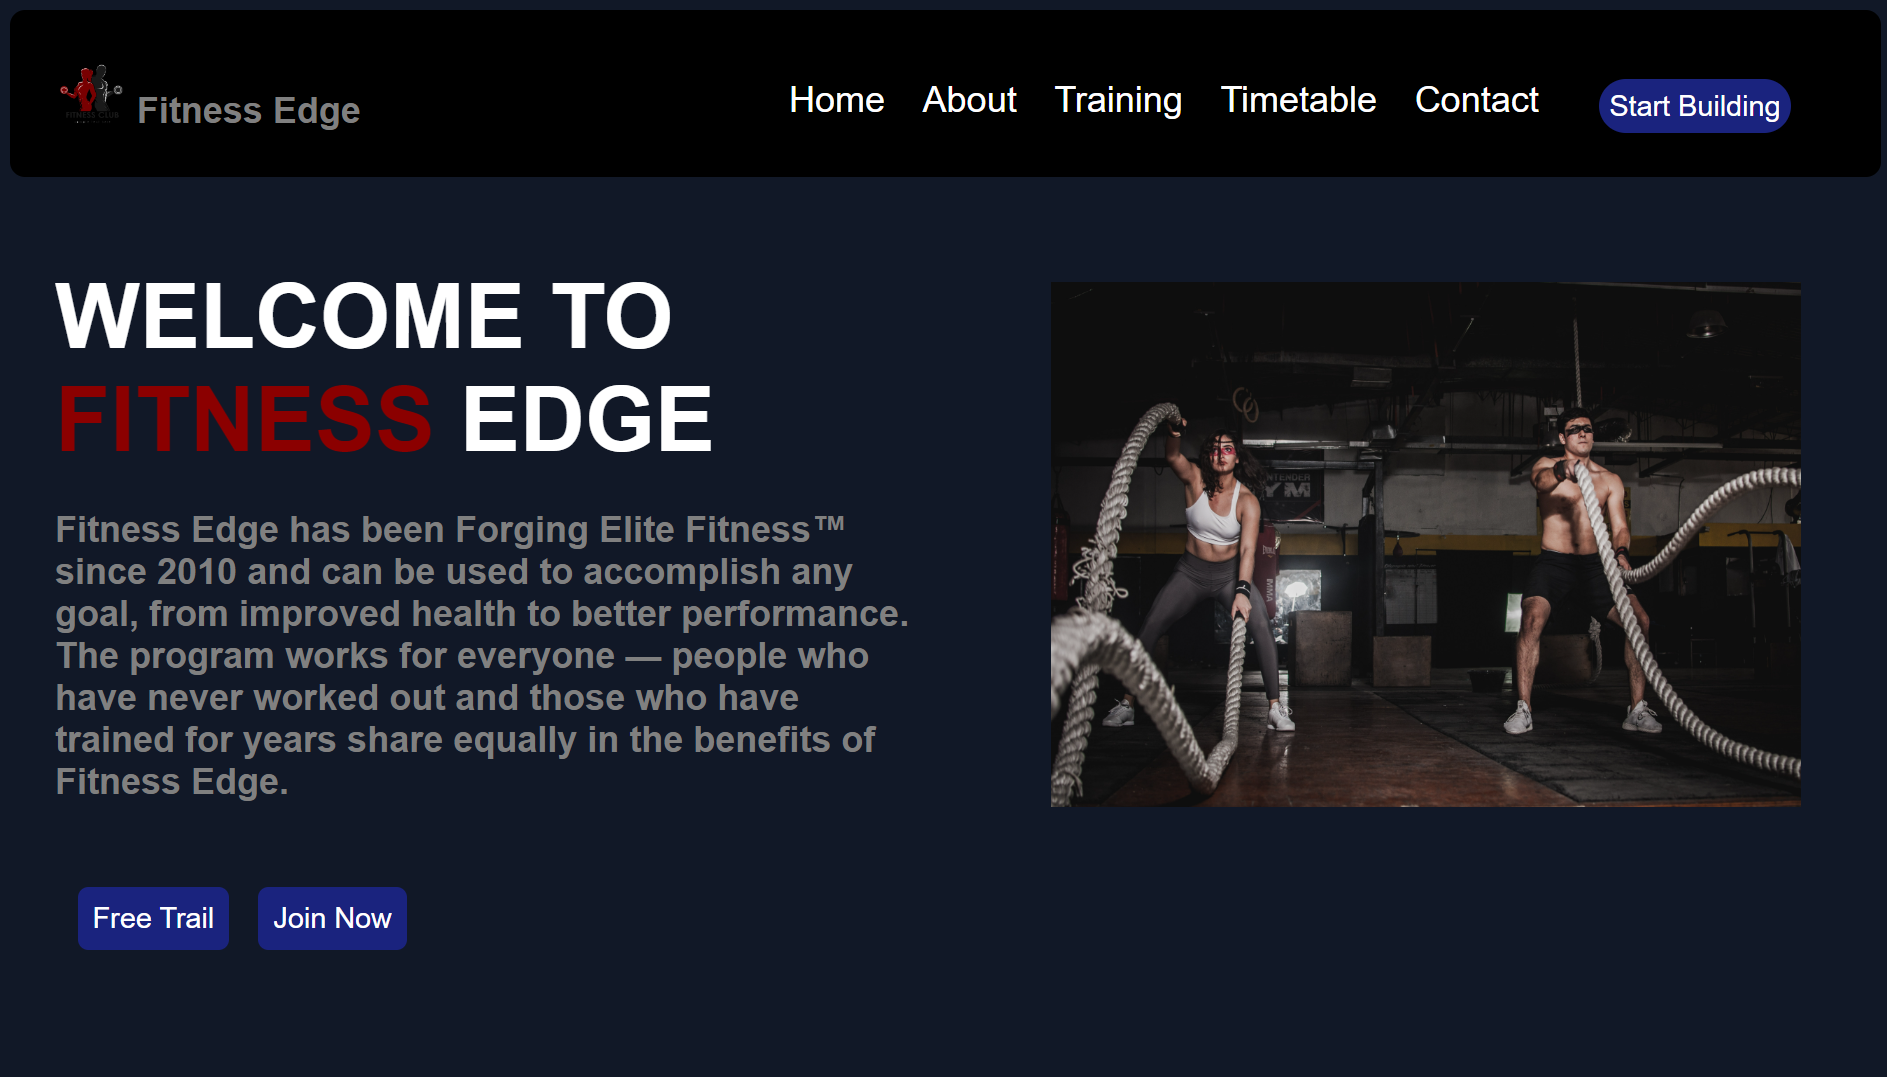 FITNESS CLUB
Fitness Edge
Home About Training Timetable Contact Start Building
WELCOME TO
FITNESS EDGE
Fitness Edge has been Forging Elite Fitness™
since 2010 and can be used to accomplish any
goal, from improved health to better performance.
The program works for everyone — people who
have never worked out and those who have
trained for years share equally in the benefits of
Fitness Edge.
Free Trail Join Now